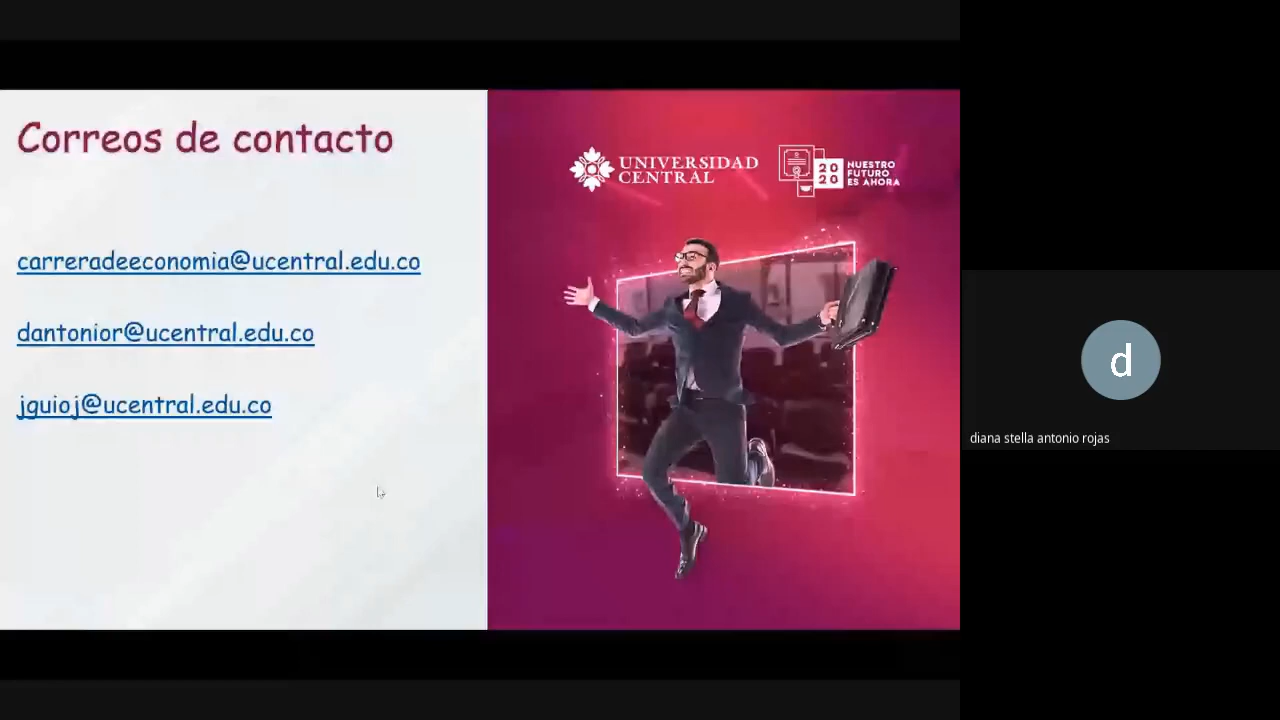 Correos de contacto
carreradeeconomia@ucentral.edu.co
dantonior@ucentral.edu.co
jguioj@ucentral.edu.co
UNIVERSIDAD
CENTRAL
20
20
NUESTRO
FUTURO
ES AHORA
d
diana stella antonio rojas